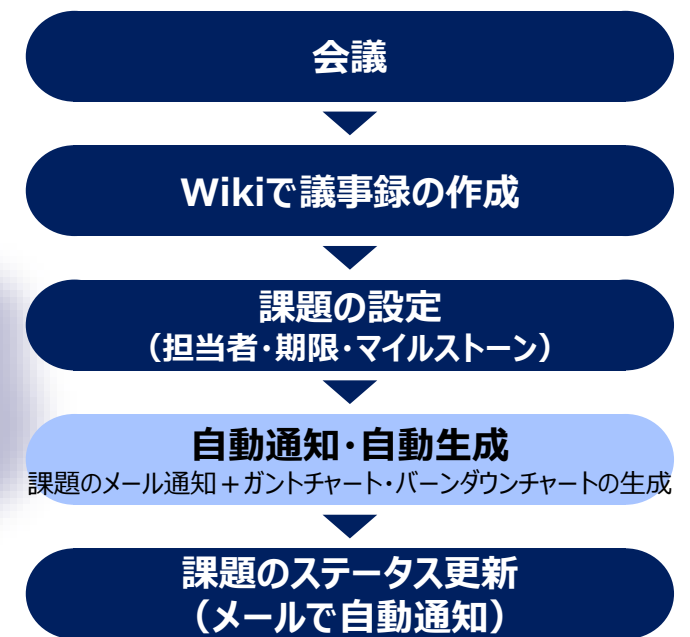 会議
Wikiで議事録の作成
課題の設定
（担当者・期限・マイルストーン）
自動通知・自動生成
課題のメール通知＋ガントチャート・バーンダウンチャートの生成
課題のステータス更新
（メールで自動通知）